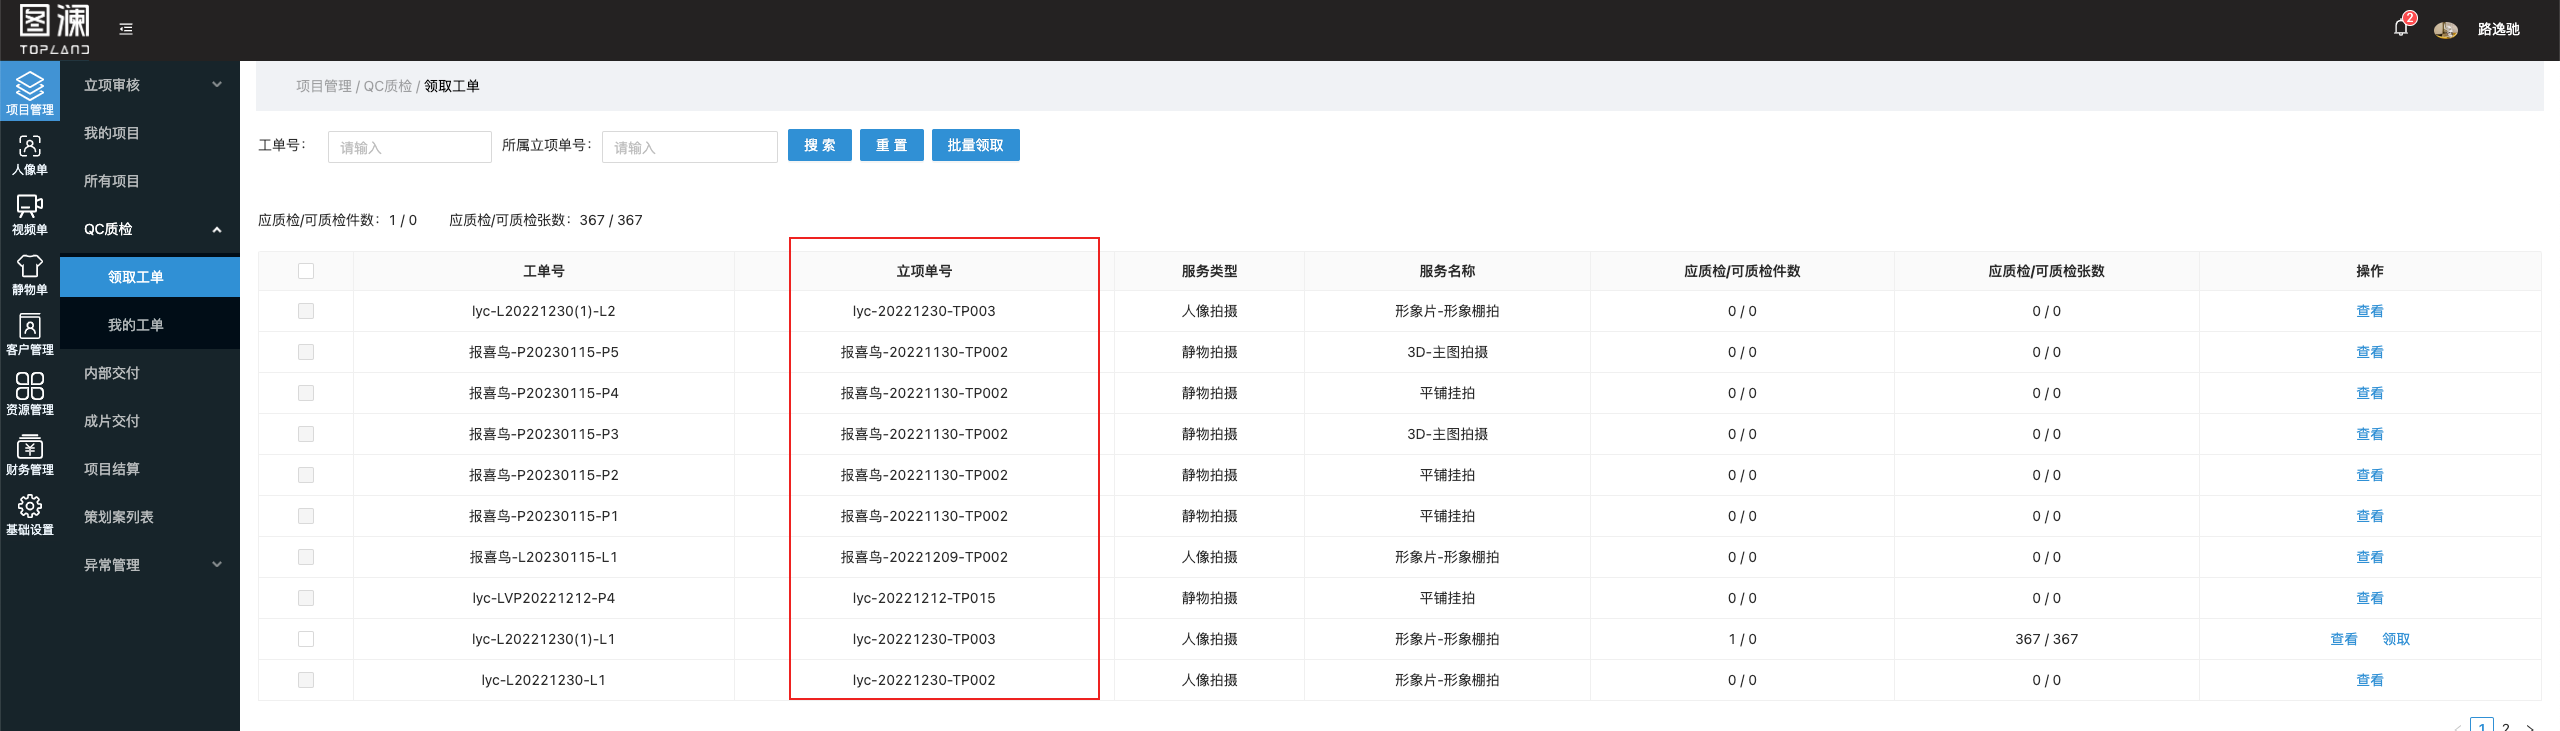 图澜
TOPLAND
2
路逸驰
项目管理
人像单
视频单
静物单
客户管理
资源管理
财务管理
基础设置
立项审核
我的项目
所有项目
QC质检
领取工单
我的工单
内部交付
成片交付
项目结算
策划案列表
异常管理
项目管理 / QC质检 / 领取工单
工单号： 请输入 所属立项单号： 请输入 搜 索 重 置 批量领取
应质检/可质检件数： 1 / 0 应质检/可质检张数： 367 / 367
工单号 立项单号 服务类型 服务名称 应质检/可质检件数 应质检/可质检张数 操作
lyc-L20221230(1)-L2 lyc-20221230-TP003 人像拍摄 形象片-形象棚拍 0 / 0 0 / 0 查看
报喜鸟-P20230115-P5 报喜鸟-20221130-TP002 静物拍摄 3D-主图拍摄 0 / 0 0 / 0 查看
报喜鸟-P20230115-P4 报喜鸟-20221130-TP002 静物拍摄 平铺挂拍 0 / 0 0 / 0 查看
报喜鸟-P20230115-P3 报喜鸟-20221130-TP002 静物拍摄 3D-主图拍摄 0 / 0 0 / 0 查看
报喜鸟-P20230115-P2 报喜鸟-20221130-TP002 静物拍摄 平铺挂拍 0 / 0 0 / 0 查看
报喜鸟-P20230115-P1 报喜鸟-20221130-TP002 静物拍摄 平铺挂拍 0 / 0 0 / 0 查看
报喜鸟-L20230115-L1 报喜鸟-20221209-TP002 人像拍摄 形象片-形象棚拍 0 / 0 0 / 0 查看
lyc-LVP20221212-P4 lyc-20221212-TP015 静物拍摄 平铺挂拍 0 / 0 0 / 0 查看
lyc-L20221230(1)-L1 lyc-20221230-TP003 人像拍摄 形象片-形象棚拍 1 / 0 367 / 367 查看 领取
lyc-L20221230-L1 lyc-20221230-TP002 人像拍摄 形象片-形象棚拍 0 / 0 0 / 0 查看
1 2